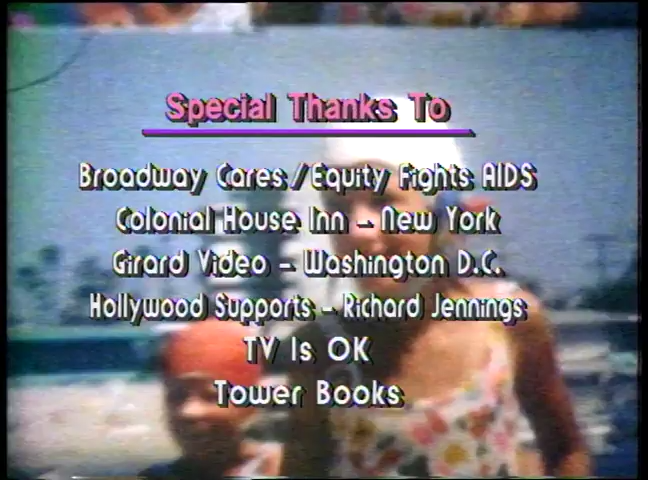 Special Thanks To
Broadway Cares/Equity Fights AIDS
Colonial House Inn - New York
Girard Video - Washington D.C.
Hollywood Supports - Richard Jennings
TV Is OK
Tower Books